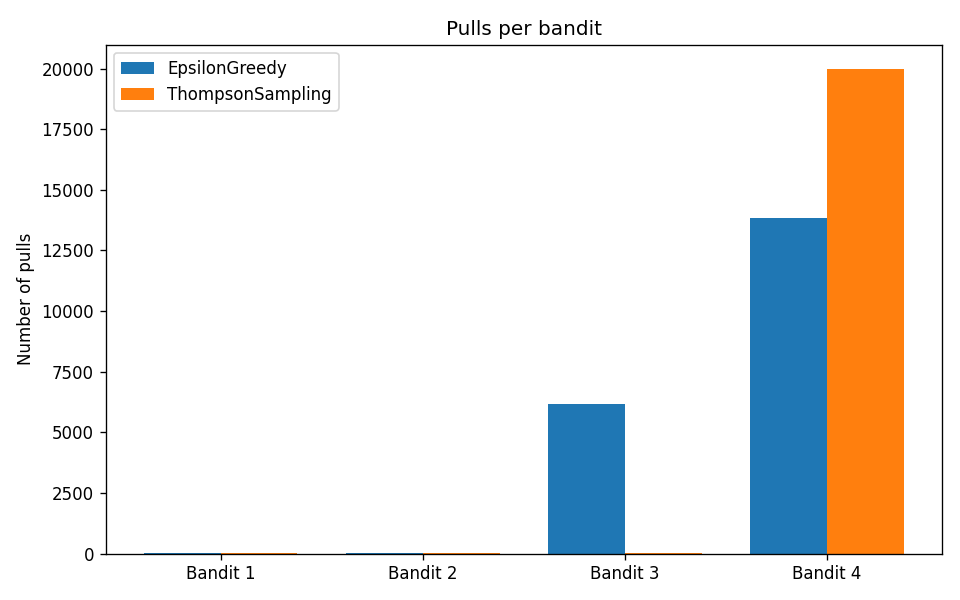 Pulls per bandit
EpsilonGreedy
ThompsonSampling
Number of pulls
20000
17500
15000
12500
10000
7500
5000
2500
0
Bandit 1
Bandit 2
Bandit 3
Bandit 4